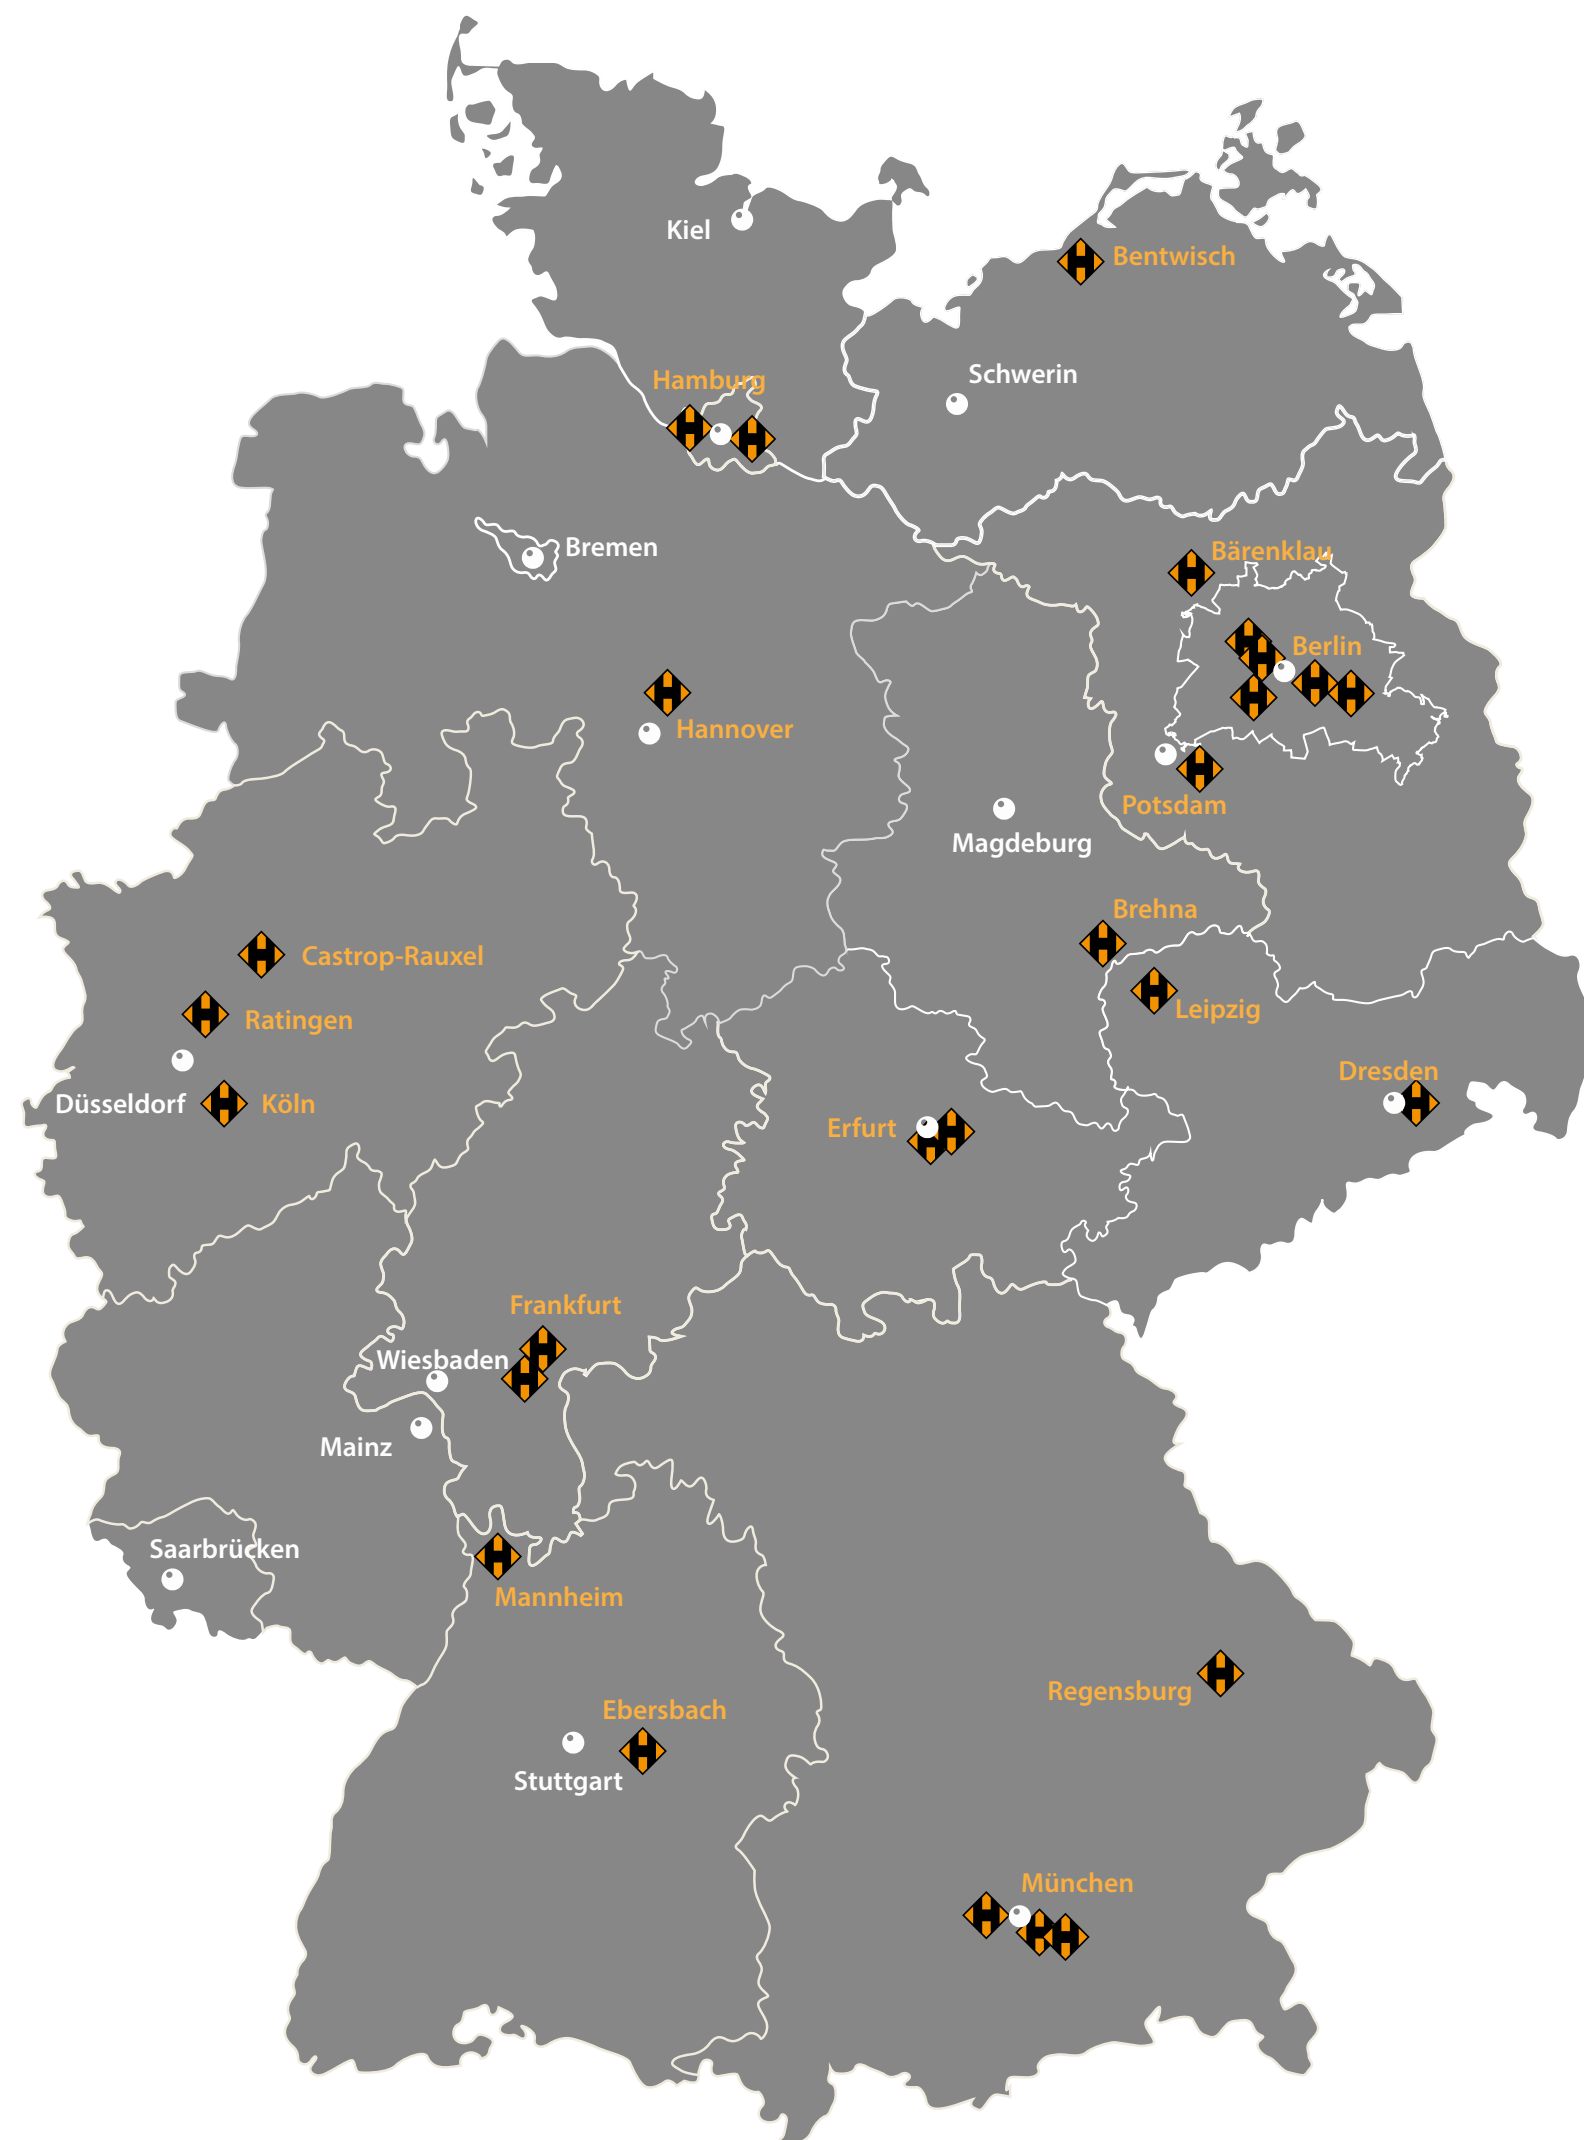 Kiel
Bentwisch
Schwerin
Hamburg
Bremen
Bärenklau
Berlin
Hannover
Potsdam
Magdeburg
Brehna
Castrop-Rauxel
Leipzig
Ratingen
Dresden
Düsseldorf
Köln
Erfurt
Frankfurt
Wiesbaden
Mainz
Saarbrücken
Mannheim
Regensburg
Ebersbach
Stuttgart
München